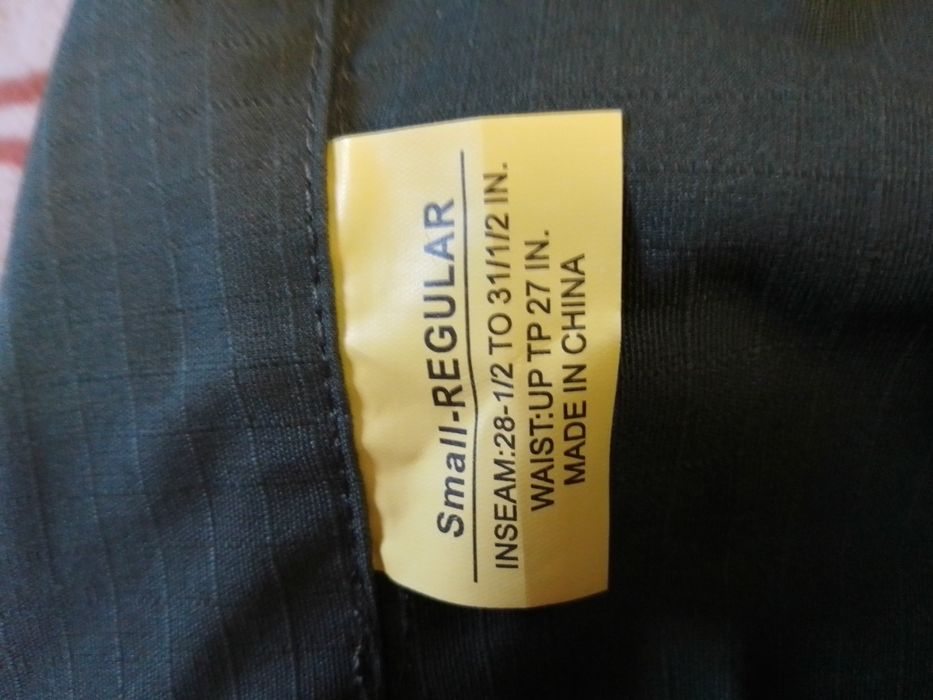 Small-REGULAR
INSEAM:28-1/2 TO 31/1/2 IN.
WAIST:UP TP 27 IN.
MADE IN CHINA